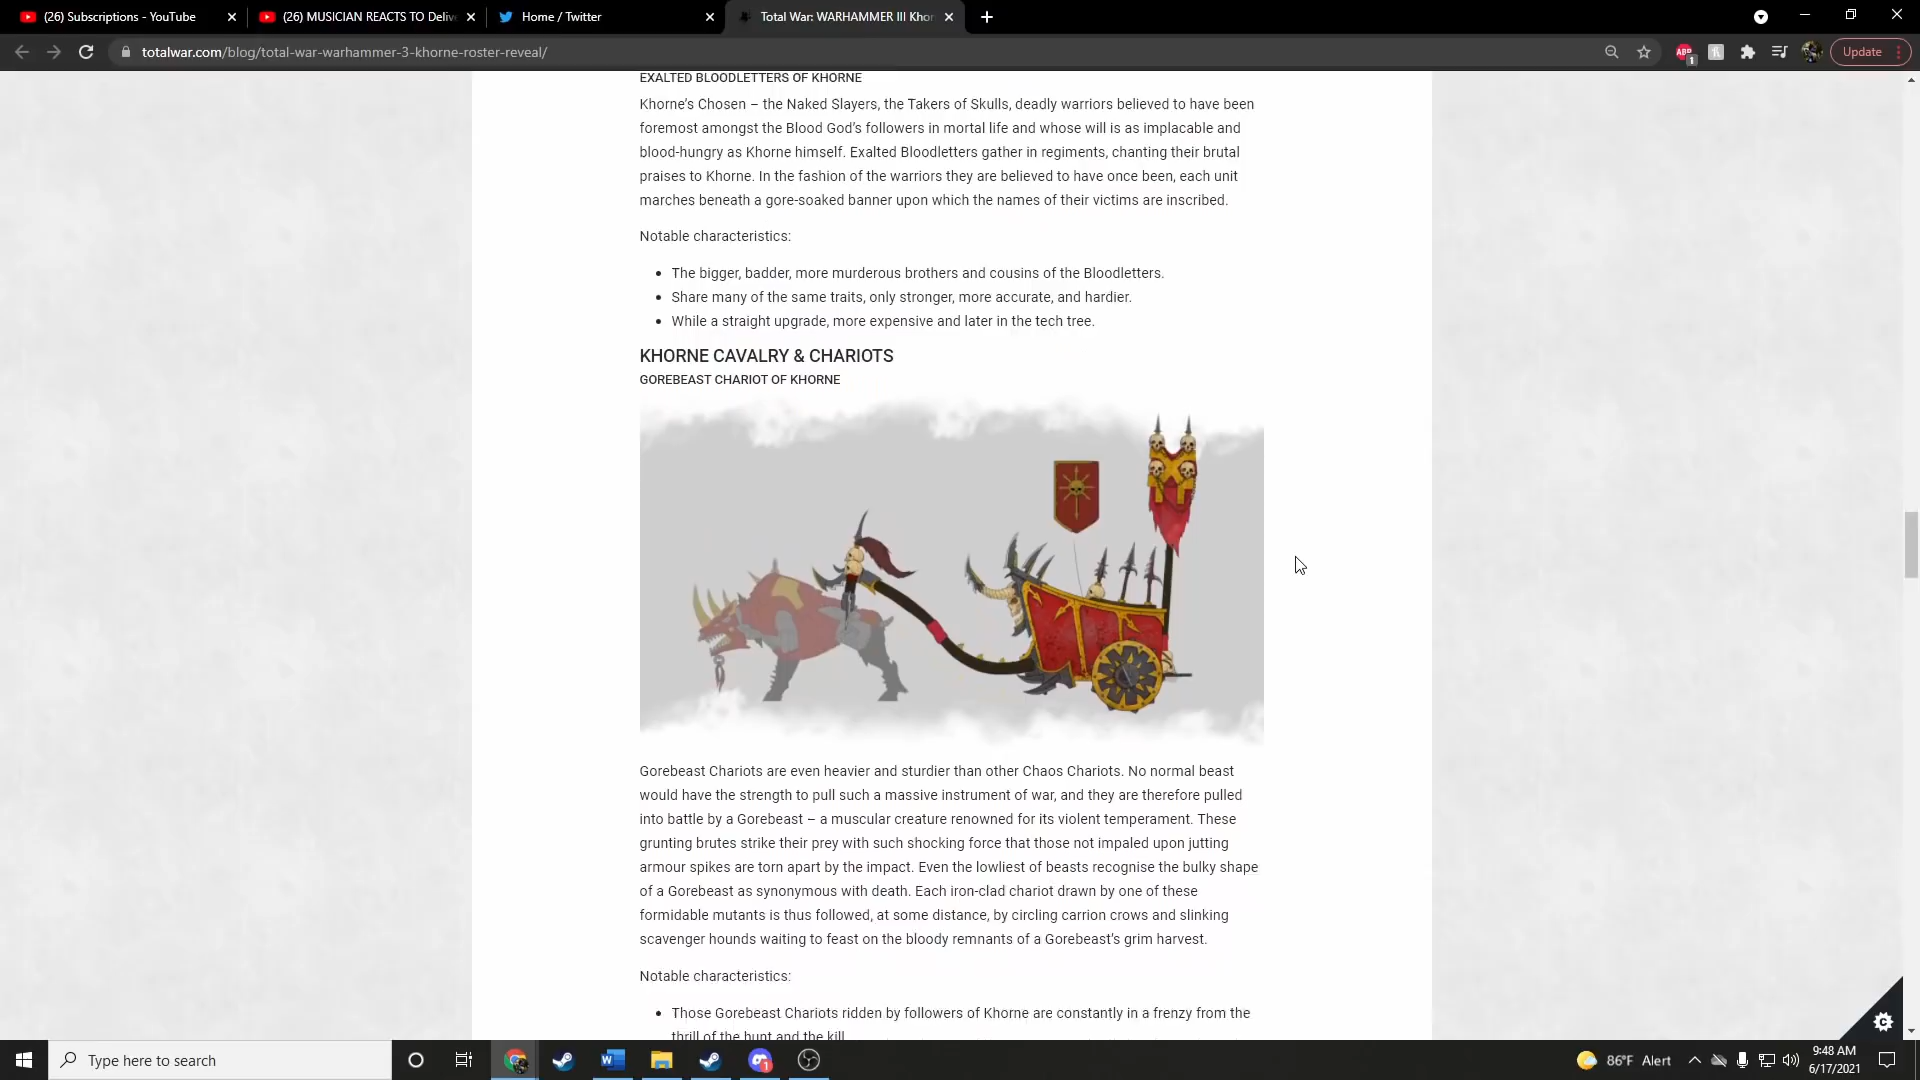 (26) Subscriptions - YouTube
(26) MUSICIAN REACTS TO Delive
Home / Twitter
Total War: WARHAMMER III Khor
totalwar.com/blog/total-war-warhammer-3-khorne-roster-reveal/
ABP
1
Update
EXALTED BLOODLETTERS OF KHORNE
Khorne’s Chosen – the Naked Slayers, the Takers of Skulls, deadly warriors believed to have been
foremost amongst the Blood God’s followers in mortal life and whose will is as implacable and
blood-hungry as Khorne himself. Exalted Bloodletters gather in regiments, chanting their brutal
praises to Khorne. In the fashion of the warriors they are believed to have once been, each unit
marches beneath a gore-soaked banner upon which the names of their victims are inscribed.
Notable characteristics:
• The bigger, badder, more murderous brothers and cousins of the Bloodletters.
• Share many of the same traits, only stronger, more accurate, and hardier.
• While a straight upgrade, more expensive and later in the tech tree.
KHORNE CAVALRY & CHARIOTS
GOREBEAST CHARIOT OF KHORNE
Gorebeast Chariots are even heavier and sturdier than other Chaos Chariots. No normal beast
would have the strength to pull such a massive instrument of war, and they are therefore pulled
into battle by a Gorebeast – a muscular creature renowned for its violent temperament. These
grunting brutes strike their prey with such shocking force that those not impaled upon jutting
armour spikes are torn apart by the impact. Even the lowliest of beasts recognise the bulky shape
of a Gorebeast as synonymous with death. Each iron-clad chariot drawn by one of these
formidable mutants is thus followed, at some distance, by circling carrion crows and slinking
scavenger hounds waiting to feast on the bloody remnants of a Gorebeast’s grim harvest.
Notable characteristics:
• Those Gorebeast Chariots ridden by followers of Khorne are constantly in a frenzy from the
thrill of the hunt and the kill
Type here to search
1
86°F Alert
9:48 AM
6/17/2021